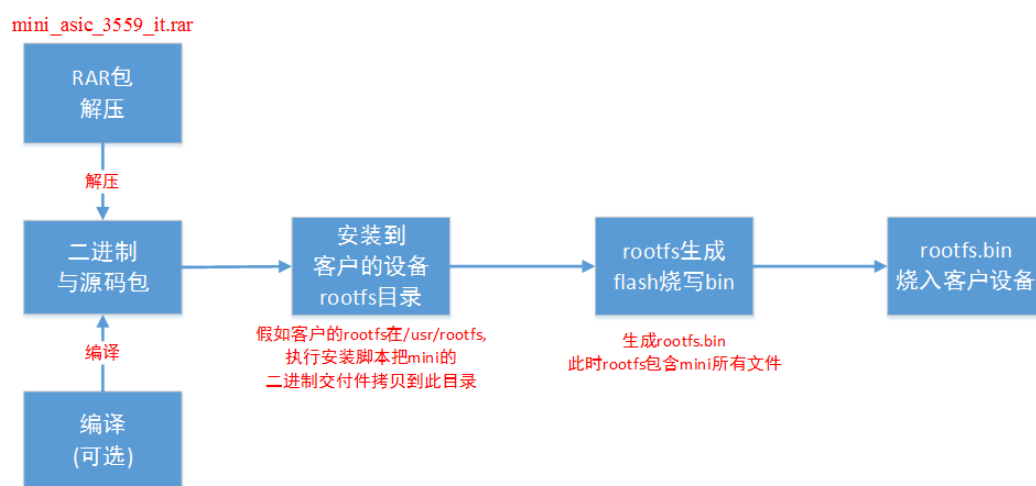 mini_asic_3559_it.rar
RAR包
解压
解压
二进制
与源码包
编译
编译
(可选)
安装到
客户的设备
rootfs目录
假如客户的rootfs在/usr/rootfs,
执行安装脚本把mini的
二进制交付件拷贝到此目录
rootfs生成
flash烧写bin
生成rootfs.bin
此时rootfs包含mini所有文件
rootfs.bin
烧入客户设备